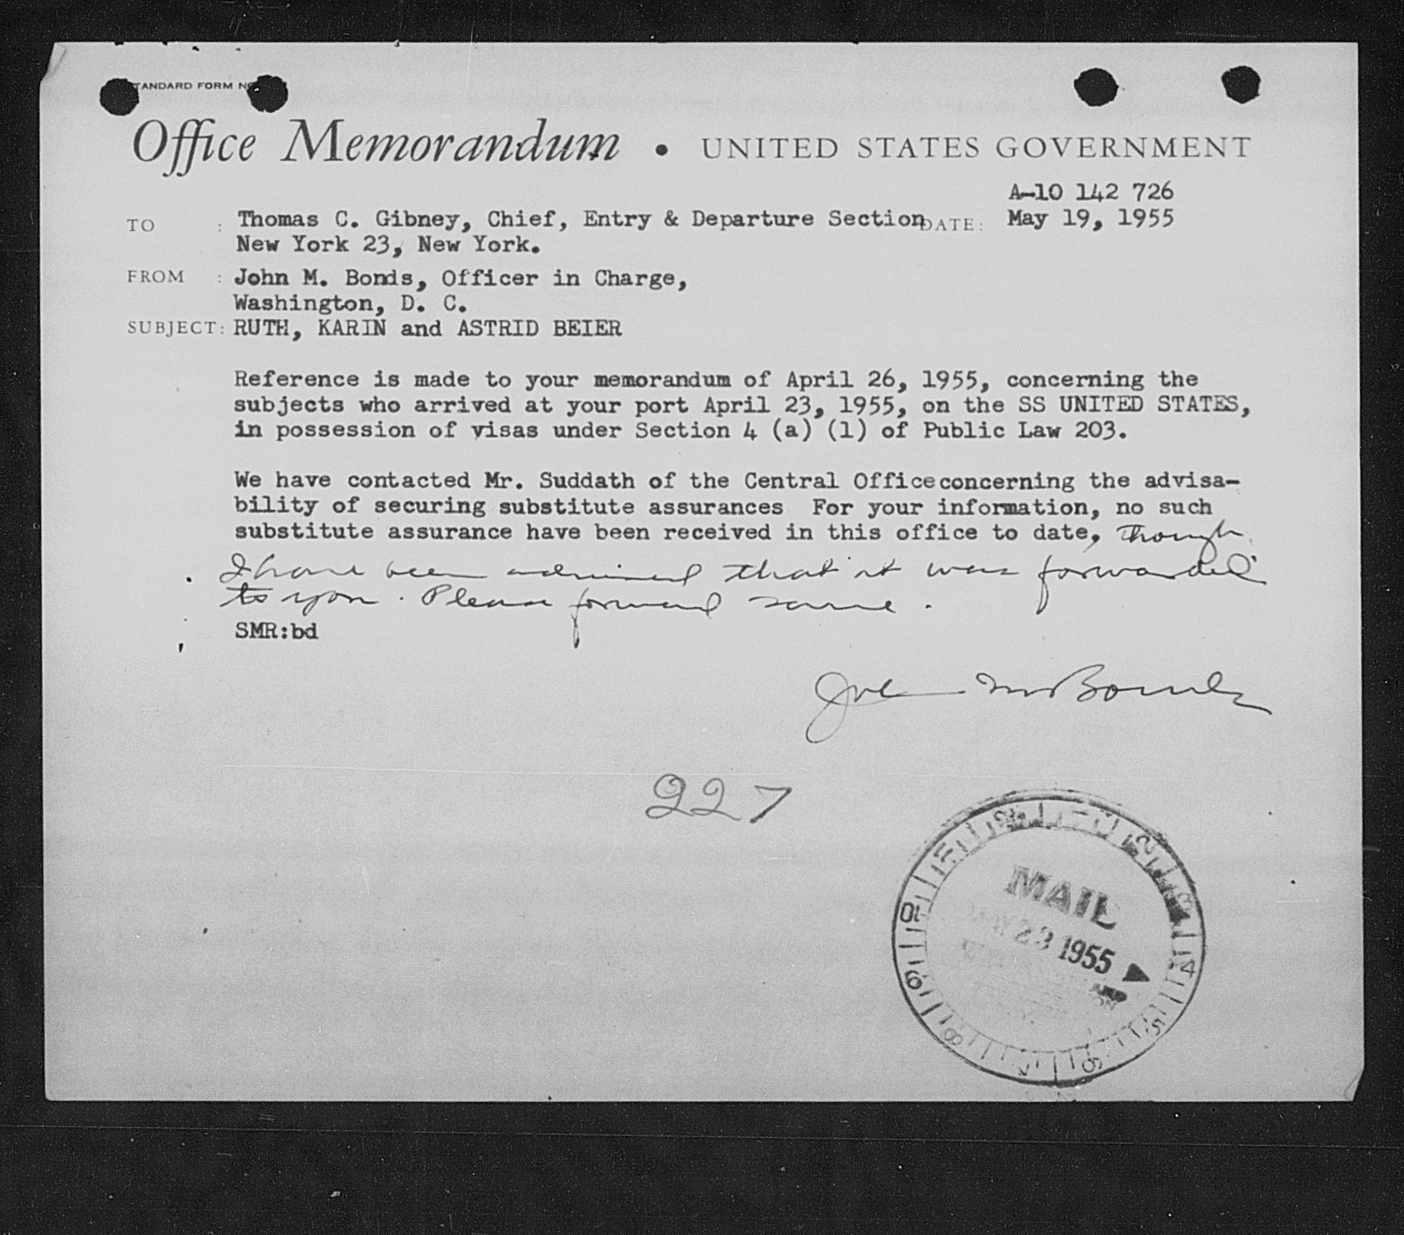 STANDARD FORM NO.
Office Memorandum • UNITED STATES GOVERNMENT
A-10 142 726
TO : Thomas C. Gibney, Chief, Entry & Departure Section DATE: May 19, 1955
New York 23, New York.
FROM : John M. Bonds, Officer in Charge,
Washington, D. C.
SUBJECT: RUTH, KARIN and ASTRID BEIER
Reference is made to your memorandum of April 26, 1955, concerning the
subjects who arrived at your port April 23, 1955, on the SS UNITED STATES,
in possession of visas under Section 4 (a) (1) of Public Law 203.
We have contacted Mr. Suddath of the Central Office concerning the advisa-
bility of securing substitute assurances For your information, no such
substitute assurance have been received in this office to date, though
I have been advised that it was forwarded
to you. Please forward same.
SMR:bd
John M Bonds
227
MAIL
23 1955